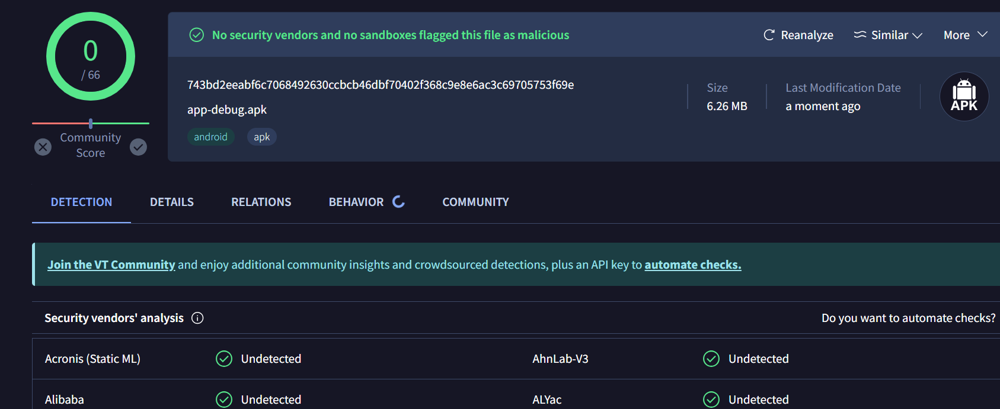 0
/ 66
Community
Score
No security vendors and no sandboxes flagged this file as malicious
Reanalyze
Similar
More
743bd2eeabf6c7068492630ccbcb46dbf70402f368c9e8e6ac3c69705753f69e
app-debug.apk
android
apk
Size
6.26 MB
Last Modification Date
a moment ago
APK
DETECTION
DETAILS
RELATIONS
BEHAVIOR
COMMUNITY
Join the VT Community and enjoy additional community insights and crowdsourced detections, plus an API key to automate checks.
Security vendors' analysis
Do you want to automate checks?
Acronis (Static ML)
Undetected
AhnLab-V3
Undetected
Alibaba
Undetected
ALYac
Undetected